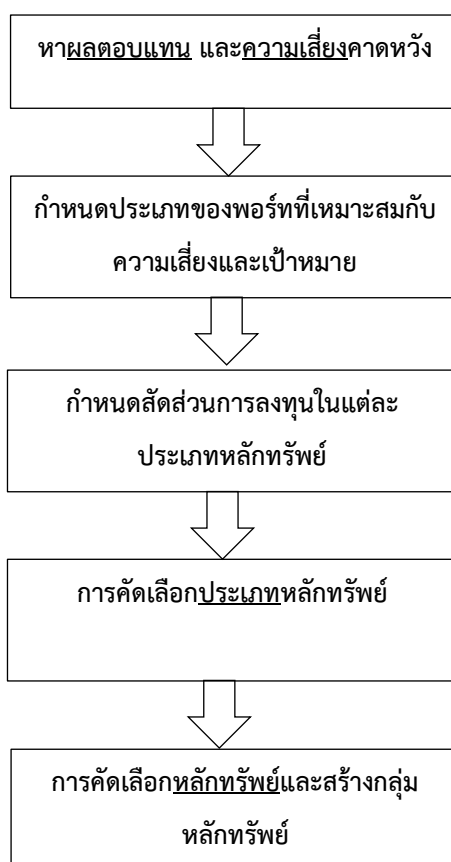 หาผลตอบแทน และความเสี่ยงคาดหวัง
กำหนดประเภทของพอร์ทที่เหมาะสมกับ
ความเสี่ยงและเป้าหมาย
กำหนดสัดส่วนการลงทุนในแต่ละ
ประเภทหลักทรัพย์
การคัดเลือกประเภทหลักทรัพย์
การคัดเลือกหลักทรัพย์และสร้างกลุ่ม
หลักทรัพย์